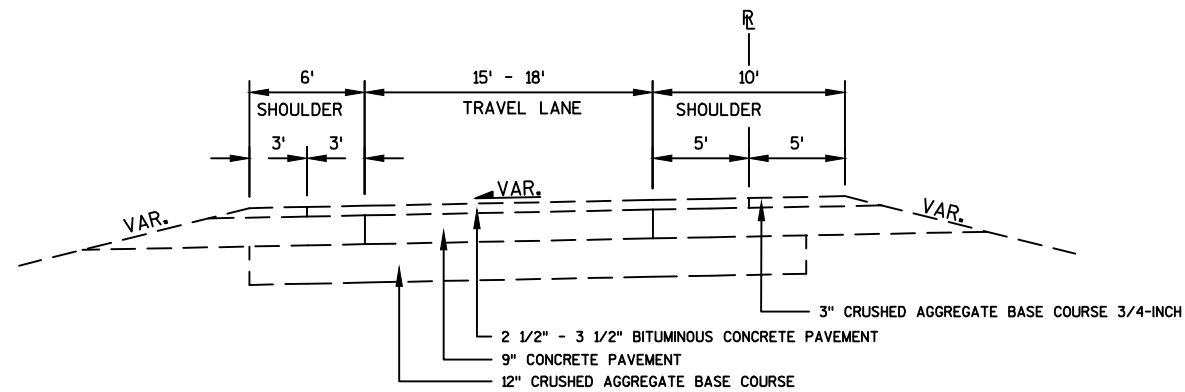 R
6' 15' - 18' 10'
SHOULDER TRAVEL LANE SHOULDER
3' 3' 5' 5'
VAR. VAR. VAR.
3" CRUSHED AGGREGATE BASE COURSE 3/4-INCH
2 1/2" - 3 1/2" BITUMINOUS CONCRETE PAVEMENT
9" CONCRETE PAVEMENT
12" CRUSHED AGGREGATE BASE COURSE